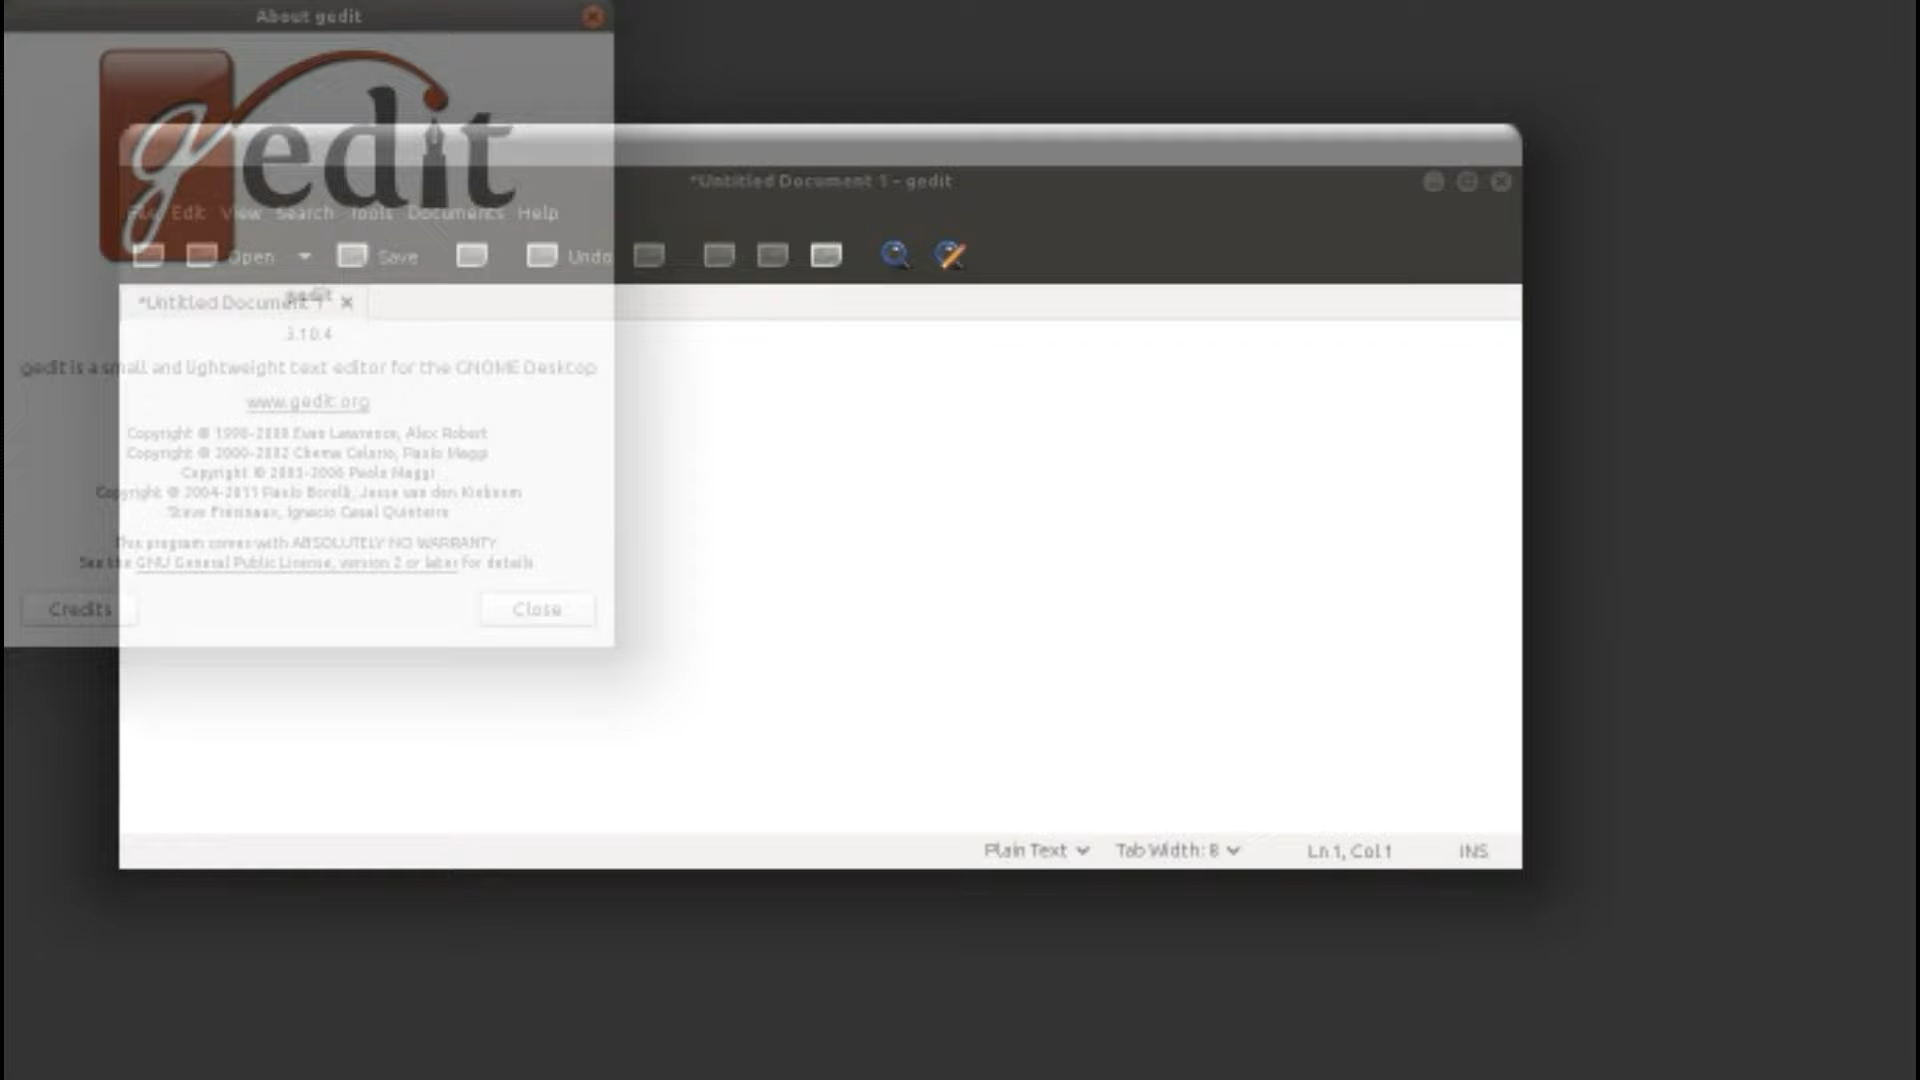 About gedit
gedit
*Untitled Document 1 - gedit
File Edit View Search Tools Documents Help
Open Save Undo
*Untitled Document 1
gedit
3.10.4
gedit is a small and lightweight text editor for the GNOME Desktop
www.gedit.org
Copyright © 1998-2000 Evan Lawrence, Alex Robert
Copyright © 2000-2002 Chema Celorio, Paolo Maggi
Copyright © 2003-2006 Paolo Maggi
Copyright © 2004-2011 Paolo Borelli, Jesse van den Kieboom
Steve Frécinaux, Ignacio Casal Quinteiro
This program comes with ABSOLUTELY NO WARRANTY
See the GNU General Public License, version 2 or later for details
Credits Close
Plain Text Tab Width: 8 Ln 1, Col 1 INS